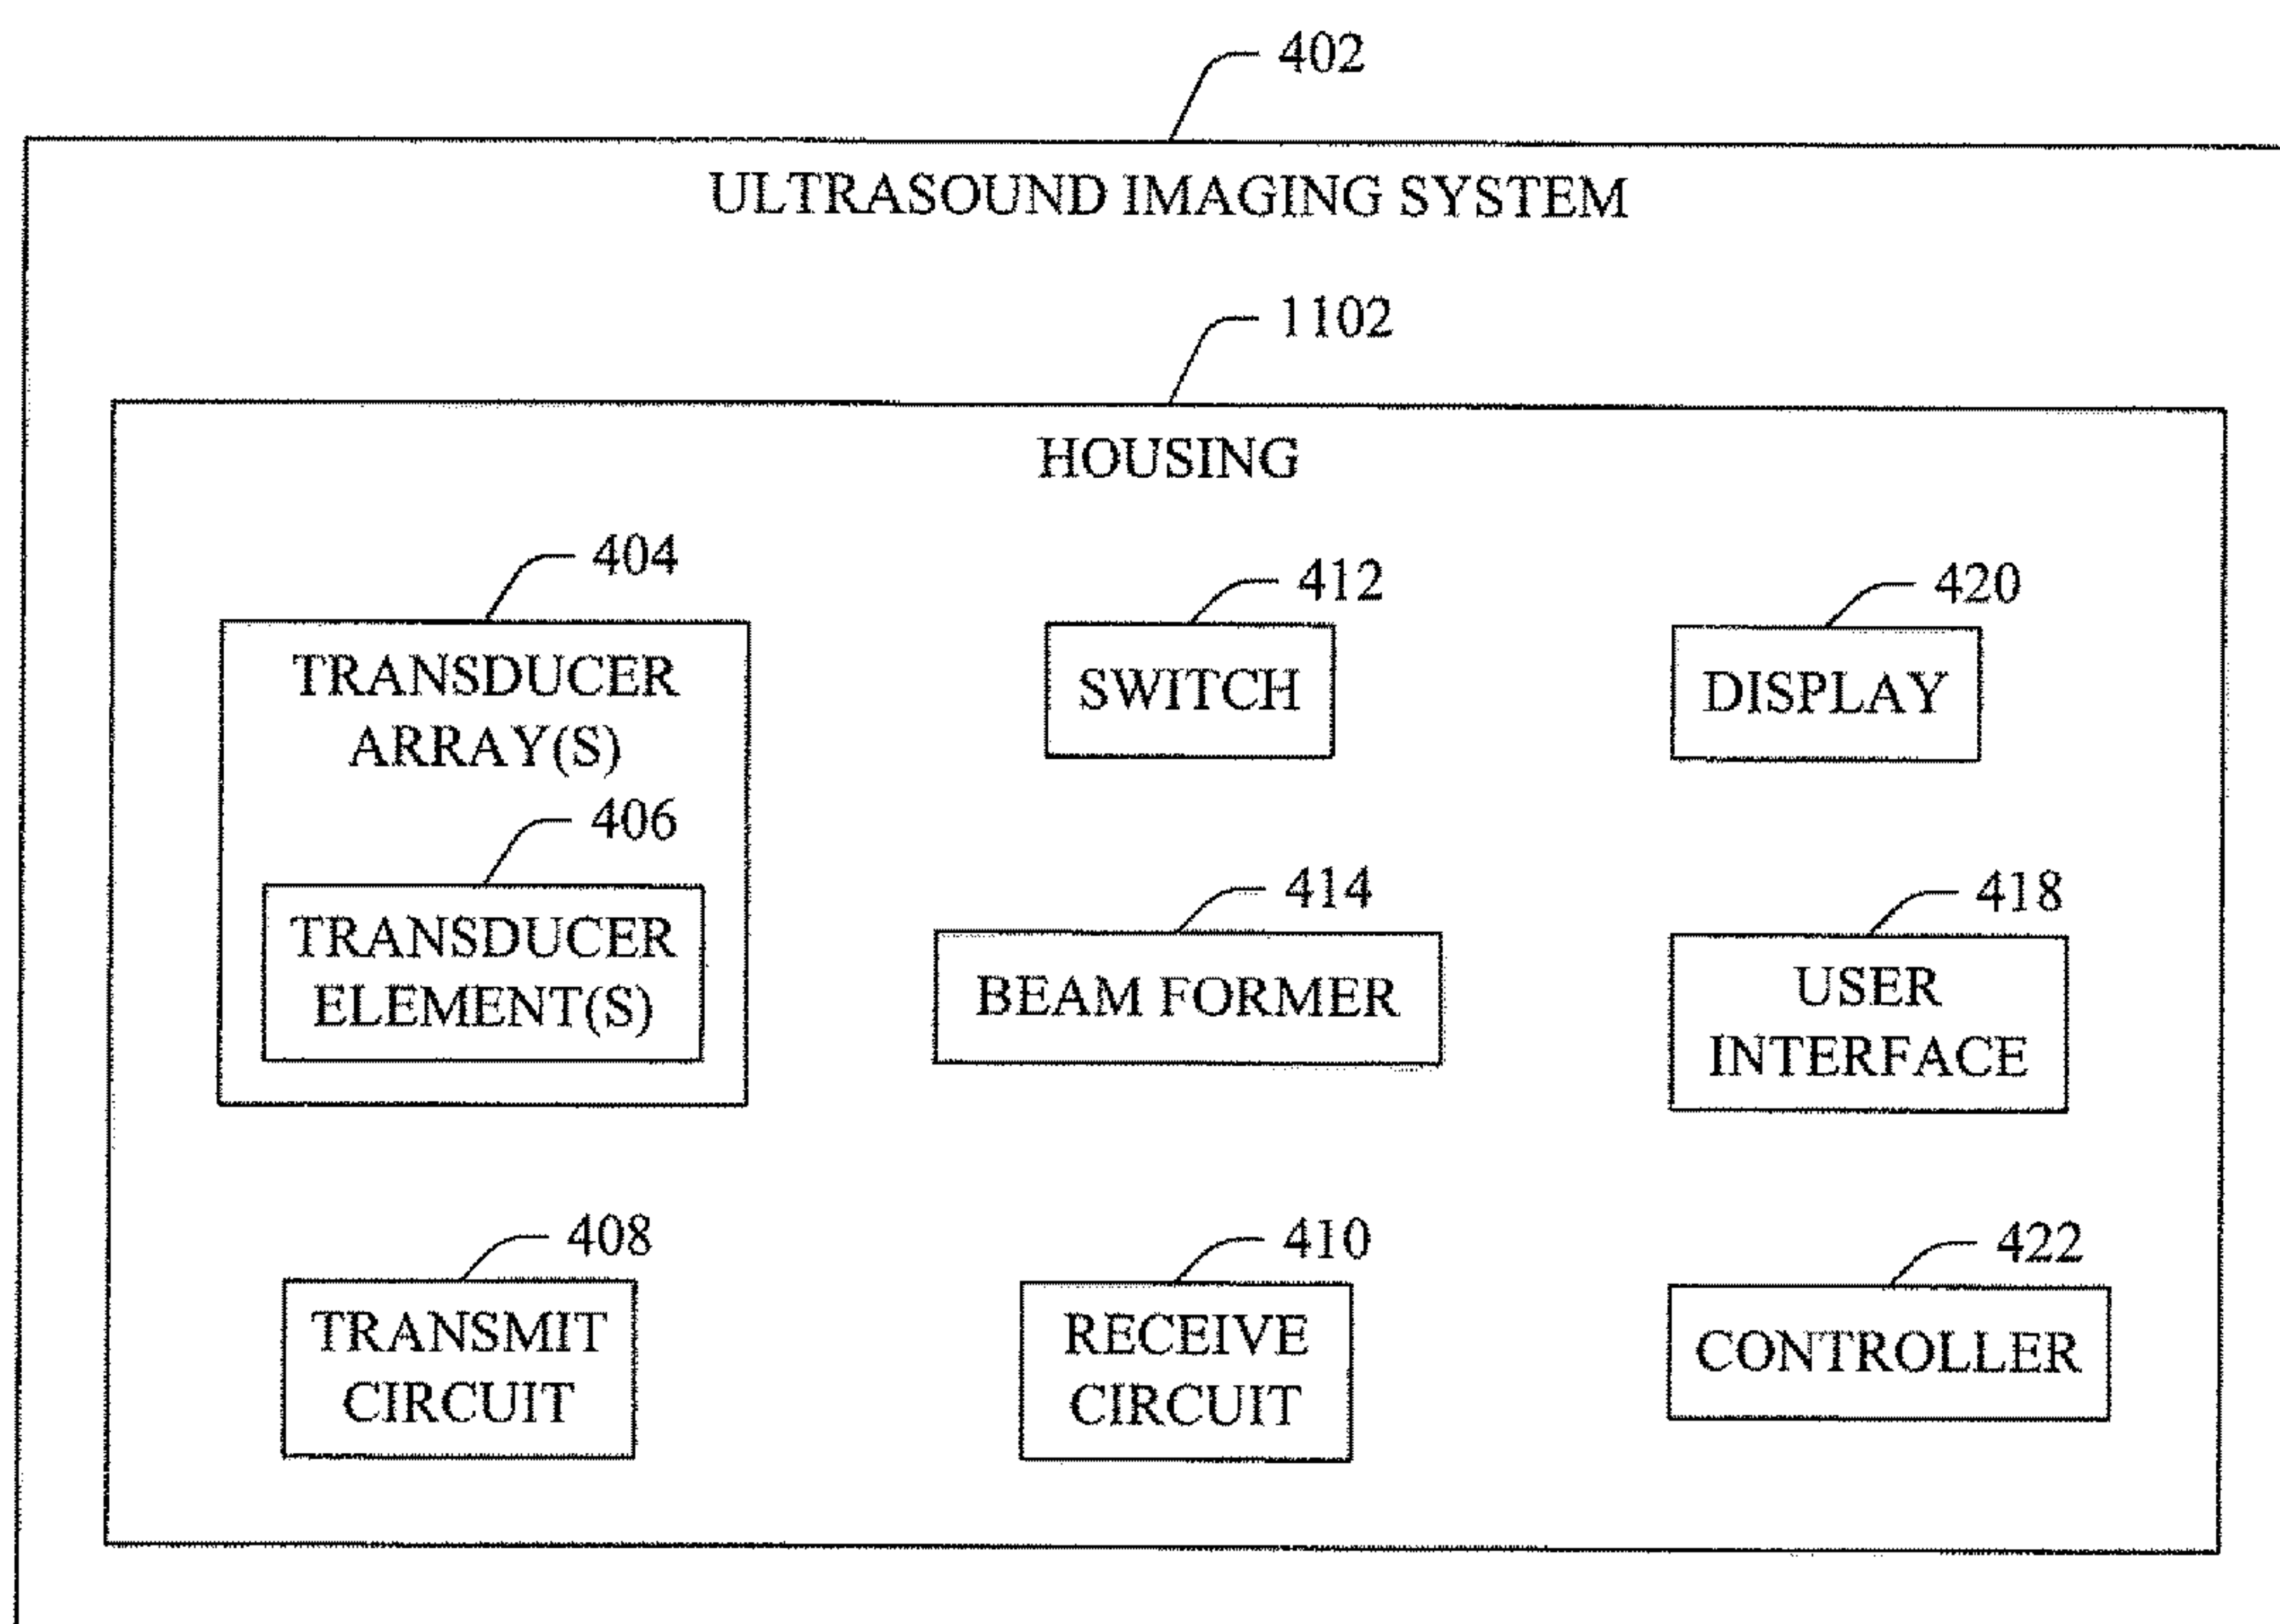 402
ULTRASOUND IMAGING SYSTEM
1102
HOUSING
404
TRANSDUCER
ARRAY(S)
406
TRANSDUCER
ELEMENT(S)
412
SWITCH
420
DISPLAY
414
BEAM FORMER
418
USER
INTERFACE
408
TRANSMIT
CIRCUIT
410
RECEIVE
CIRCUIT
422
CONTROLLER